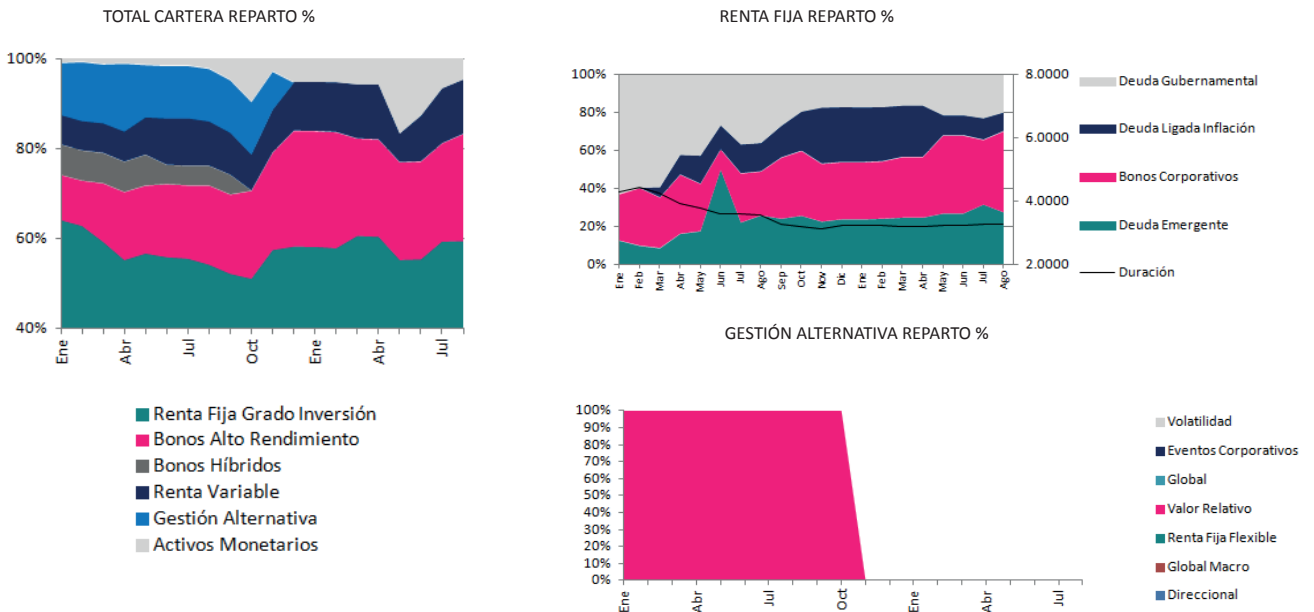 TOTAL CARTERA REPARTO %
100%
80%
60%
40%
Ene
Abr
Jul
Oct
Ene
Abr
Jul
Renta Fija Grado Inversión
Bonos Alto Rendimiento
Bonos Híbridos
Renta Variable
Gestión Alternativa
Activos Monetarios
RENTA FIJA REPARTO %
100%
80%
60%
40%
20%
0%
8.0000
6.0000
4.0000
2.0000
Ene
Feb
Mar
Abr
May
Jun
Jul
Ago
Sep
Oct
Nov
Dic
Ene
Feb
Mar
Abr
May
Jun
Jul
Ago
Deuda Gubernamental
Deuda Ligada Inflación
Bonos Corporativos
Deuda Emergente
Duración
GESTIÓN ALTERNATIVA REPARTO %
100%
90%
80%
70%
60%
50%
40%
30%
20%
10%
0%
Ene
Abr
Jul
Oct
Ene
Abr
Jul
Volatilidad
Eventos Corporativos
Global
Valor Relativo
Renta Fija Flexible
Global Macro
Direccional